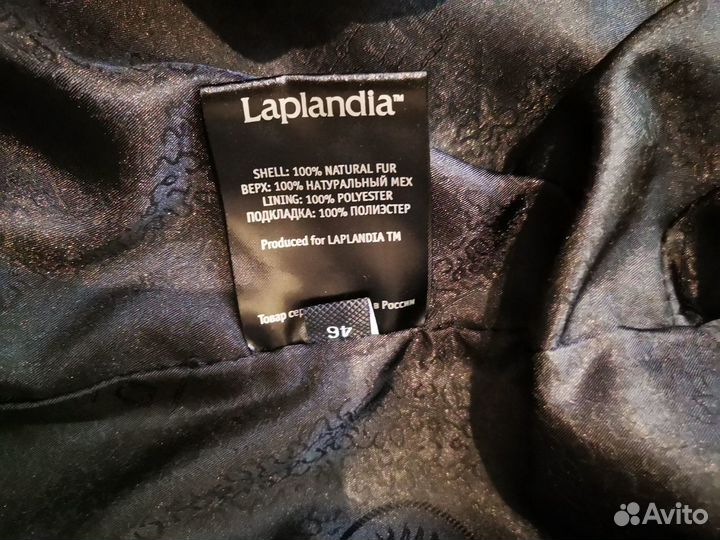 Laplandia™
SHELL: 100% NATURAL FUR
ВЕРХ: 100% НАТУРАЛЬНЫЙ МЕХ
LINING: 100% POLYESTER
ПОДКЛАДКА: 100% ПОЛИЭСТЕР
Produced for LAPLANDIA TM
Товар в России
46
Avito